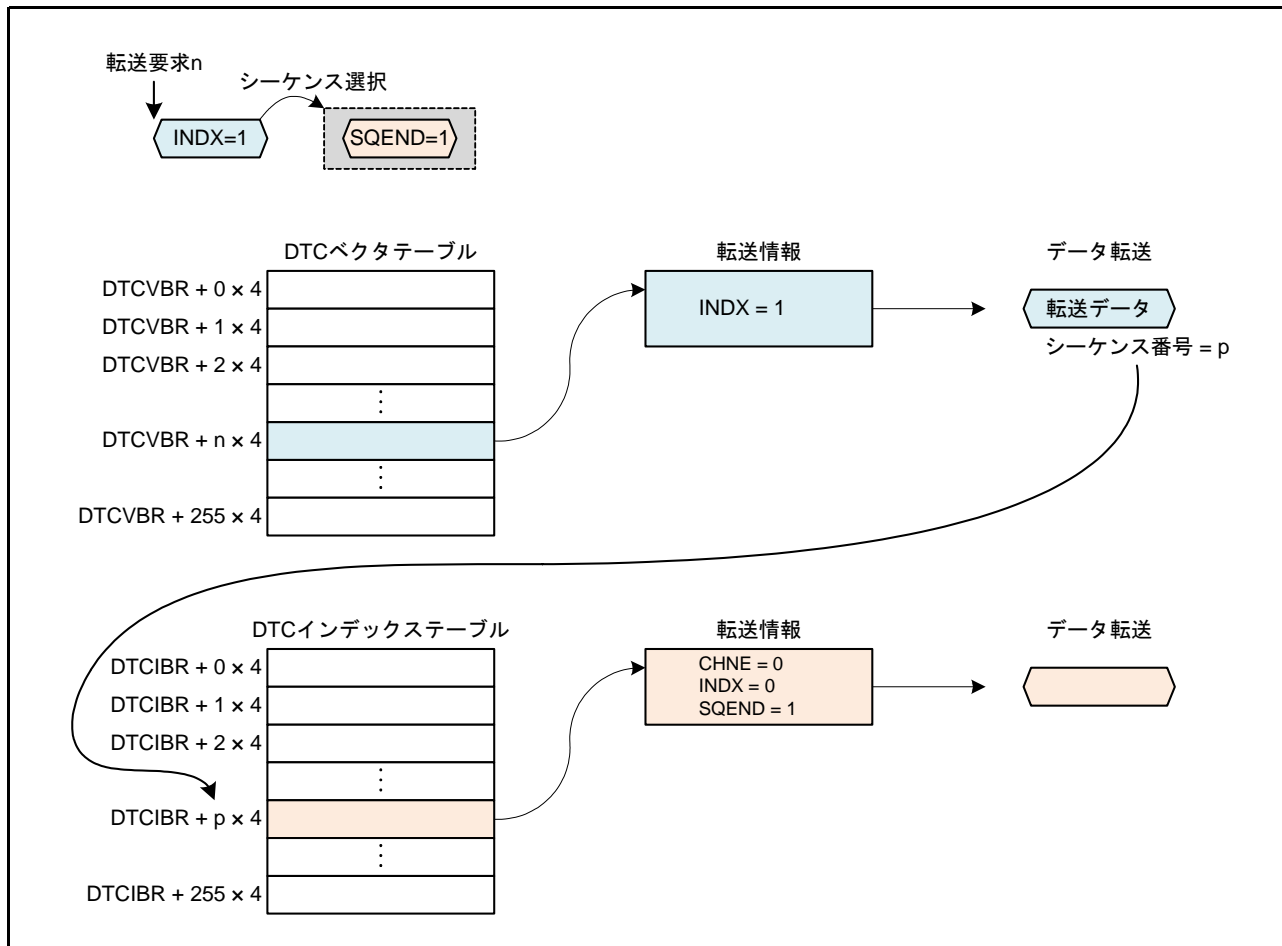 転送要求n
シーケンス選択
INDX=1
SQEND=1
DTCベクタテーブル
転送情報
データ転送
DTCVBR + 0 × 4
DTCVBR + 1 × 4
DTCVBR + 2 × 4
⋮
DTCVBR + n × 4
⋮
DTCVBR + 255 × 4
INDX = 1
転送データ
シーケンス番号 = p
DTCインデックステーブル
転送情報
データ転送
DTCIBR + 0 × 4
DTCIBR + 1 × 4
DTCIBR + 2 × 4
⋮
DTCIBR + p × 4
⋮
DTCIBR + 255 × 4
CHNE = 0
INDX = 0
SQEND = 1